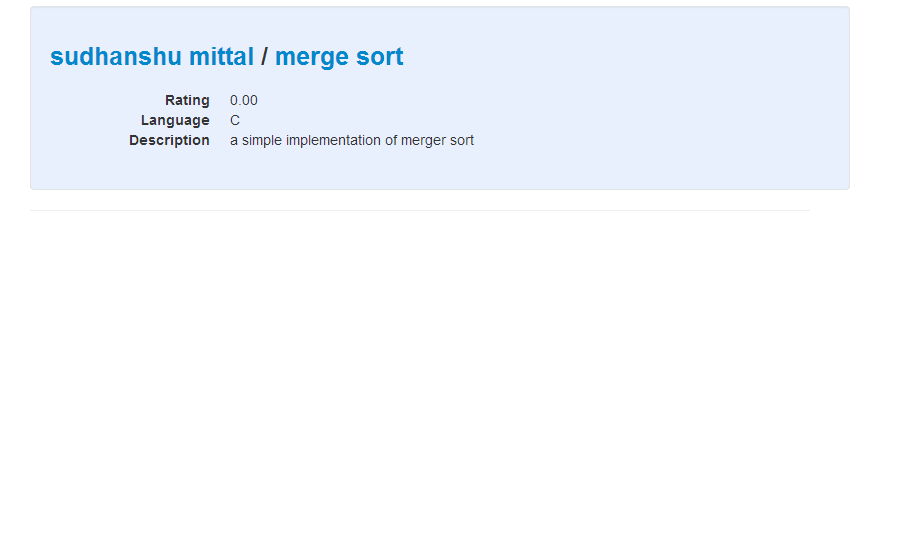 sudhanshu mittal / merge sort
Rating 0.00
Language C
Description a simple implementation of merger sort